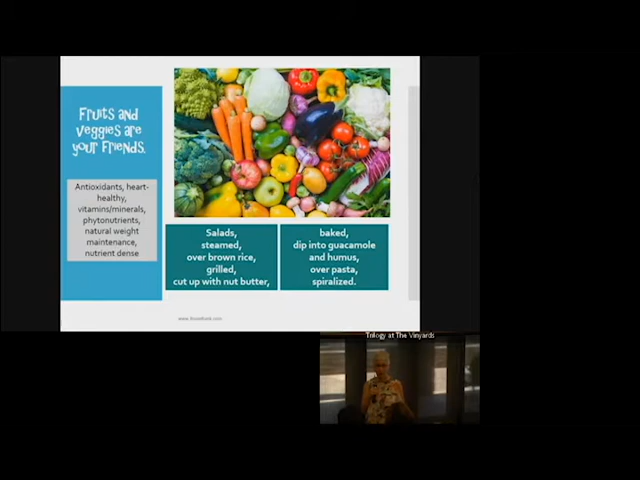 Fruits and
Veggies are
your Friends.
Antioxidants, heart-
healthy,
vitamins/minerals,
phytonutrients,
natural weight
maintenance,
nutrient dense
Salads,
steamed,
over brown rice,
grilled,
cut up with nut butter,
baked,
dip into guacamole
and humus,
over pasta,
spiralized.
Trilogy at The Vinyards